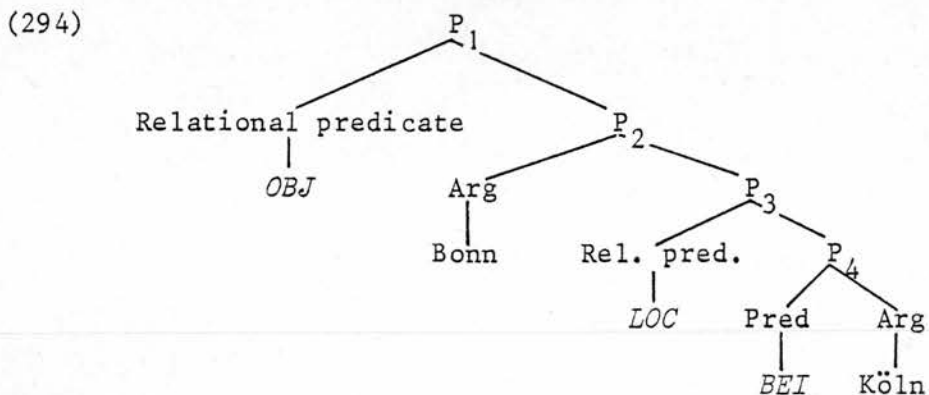 (294)
P1
Relational predicate P2
OBJ Arg P3
Bonn Rel. pred. P4
LOC Pred Arg
BEI Köln